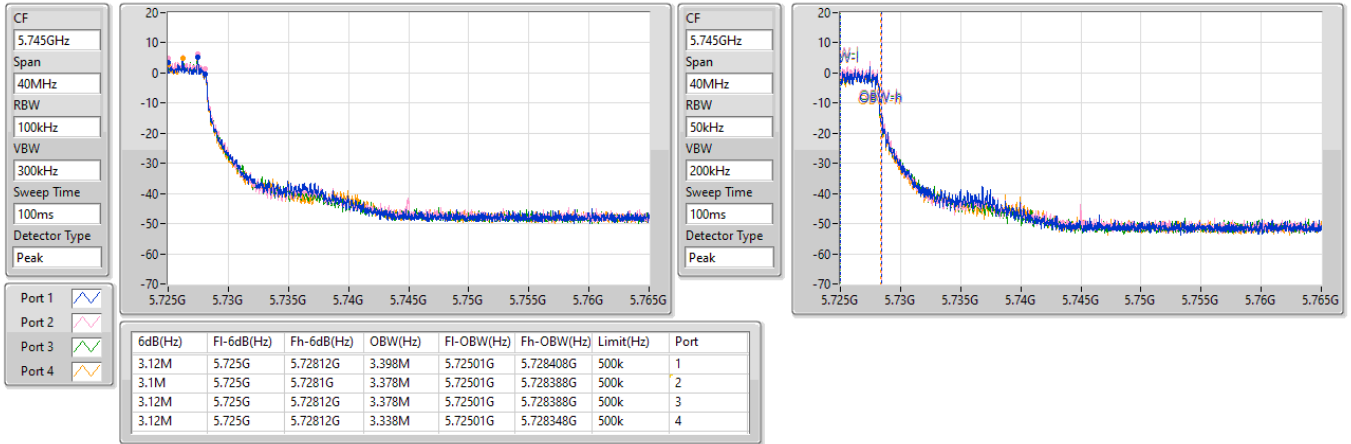 CF
5.745GHz
Span
40MHz
RBW
100kHz
VBW
300kHz
Sweep Time
100ms
Detector Type
Peak
Port 1
Port 2
Port 3
Port 4
20
10
0
-10
-20
-30
-40
-50
-60
-70
5.725G 5.73G 5.735G 5.74G 5.745G 5.75G 5.755G 5.76G 5.765G
CF
5.745GHz
Span
40MHz
RBW
50kHz
VBW
200kHz
Sweep Time
100ms
Detector Type
Peak
20
10
0
-10
-20
-30
-40
-50
-60
-70
W-l
OBW-h
5.725G 5.73G 5.735G 5.74G 5.745G 5.75G 5.755G 5.76G 5.765G
6dB(Hz) Fl-6dB(Hz) Fh-6dB(Hz) OBW(Hz) Fl-OBW(Hz) Fh-OBW(Hz) Limit(Hz) Port
3.12M 5.725G 5.72812G 3.398M 5.72501G 5.728408G 500k 1
3.1M 5.725G 5.7281G 3.378M 5.72501G 5.728388G 500k 2
3.12M 5.725G 5.72812G 3.378M 5.72501G 5.728388G 500k 3
3.12M 5.725G 5.72812G 3.338M 5.72501G 5.728348G 500k 4